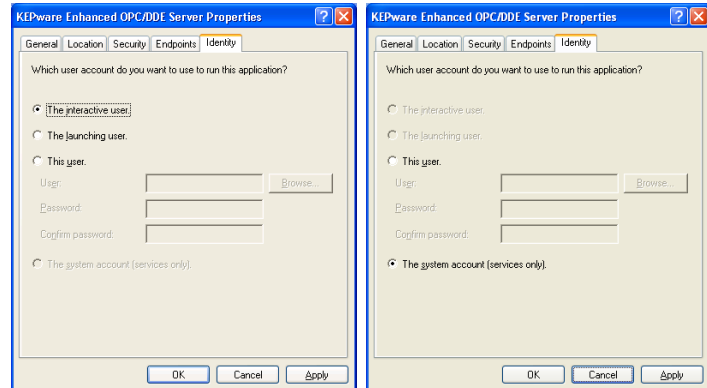 KEPware Enhanced OPC/DDE Server Properties
General Location Security Endpoints Identity
Which user account do you want to use to run this application?
The interactive user.
The launching user.
This user.
User:
Browse...
Password:
Confirm password:
The system account (services only).
OK Cancel Apply
KEPware Enhanced OPC/DDE Server Properties
General Location Security Endpoints Identity
Which user account do you want to use to run this application?
The interactive user.
The launching user.
This user.
User:
Browse...
Password:
Confirm password:
The system account (services only).
OK Cancel Apply